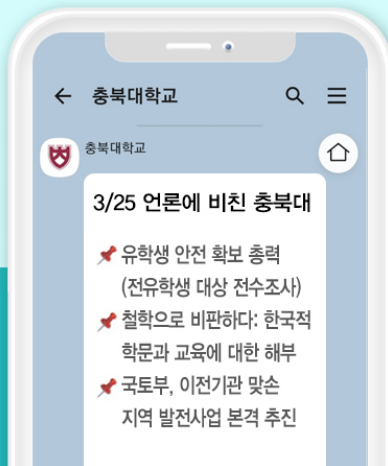 충북대학교
충북대학교
3/25 언론에 비친 충북대
유학생 안전 확보 총력
(전유학생 대상 전수조사)
철학으로 비판하다: 한국적
학문과 교육에 대한 해부
국토부, 이전기관 맞손
지역 발전사업 본격 추진